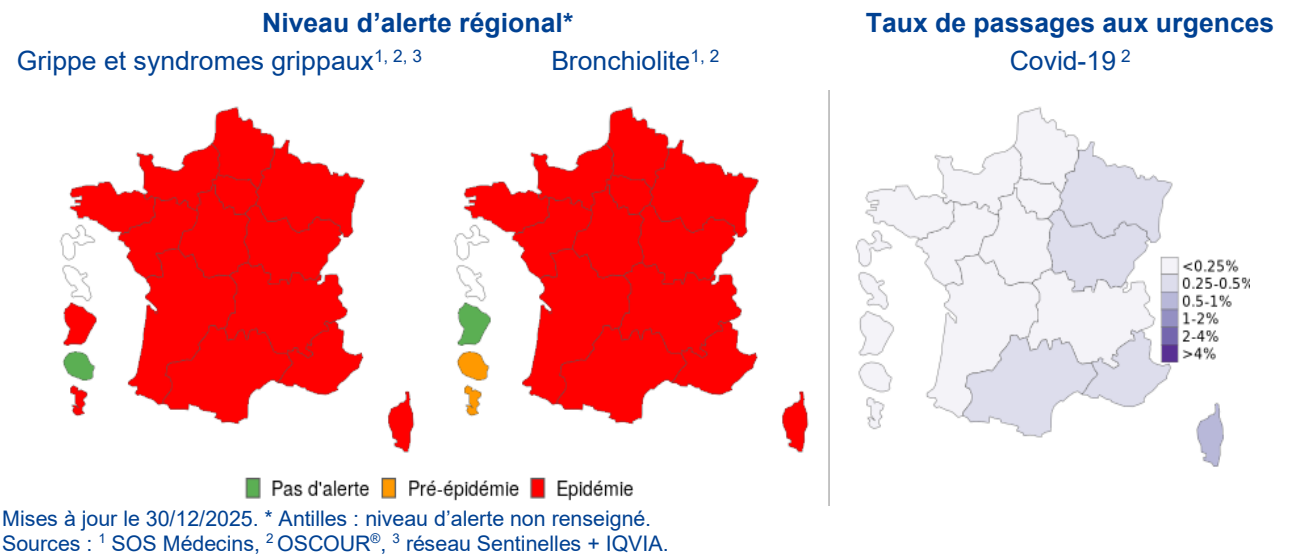 Niveau d’alerte régional*
Grippe et syndromes grippaux1, 2, 3
Bronchiolite1, 2
Taux de passages aux urgences
Covid-19 2
<0.25%
0.25-0.5%
0.5-1%
1-2%
2-4%
>4%
Pas d'alerte Pré-épidémie Epidémie
Mises à jour le 30/12/2025. * Antilles : niveau d’alerte non renseigné.
Sources : 1 SOS Médecins, 2 OSCOUR®, 3 réseau Sentinelles + IQVIA.